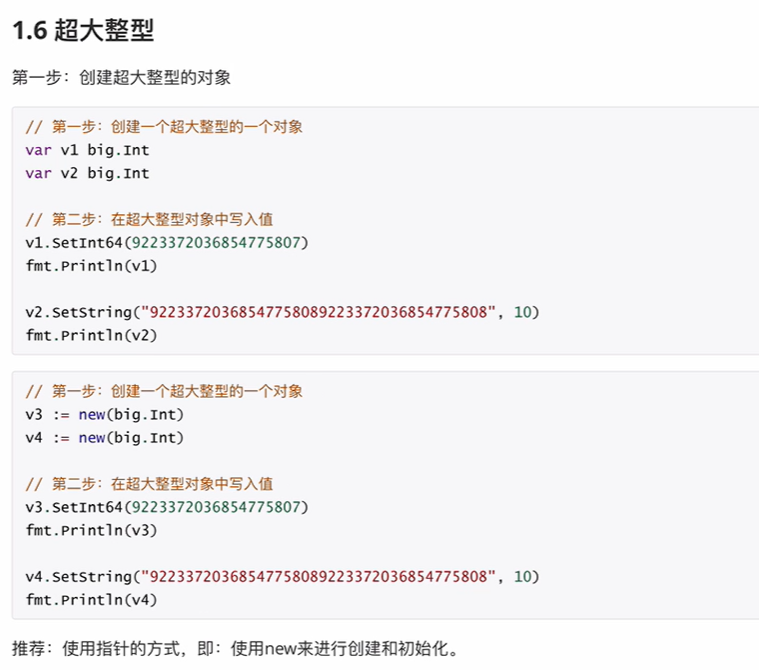 1.6 超大整型
第一步：创建超大整型的对象
// 第一步：创建一个超大整型的一个对象
var v1 big.Int
var v2 big.Int
// 第二步：在超大整型对象中写入值
v1.SetInt64(9223372036854775807)
fmt.Println(v1)
v2.SetString("92233720368547758089223372036854775808", 10)
fmt.Println(v2)
// 第一步：创建一个超大整型的一个对象
v3 := new(big.Int)
v4 := new(big.Int)
// 第二步：在超大整型对象中写入值
v3.SetInt64(9223372036854775807)
fmt.Println(v3)
v4.SetString("92233720368547758089223372036854775808", 10)
fmt.Println(v4)
推荐：使用指针的方式，即：使用new来进行创建和初始化。